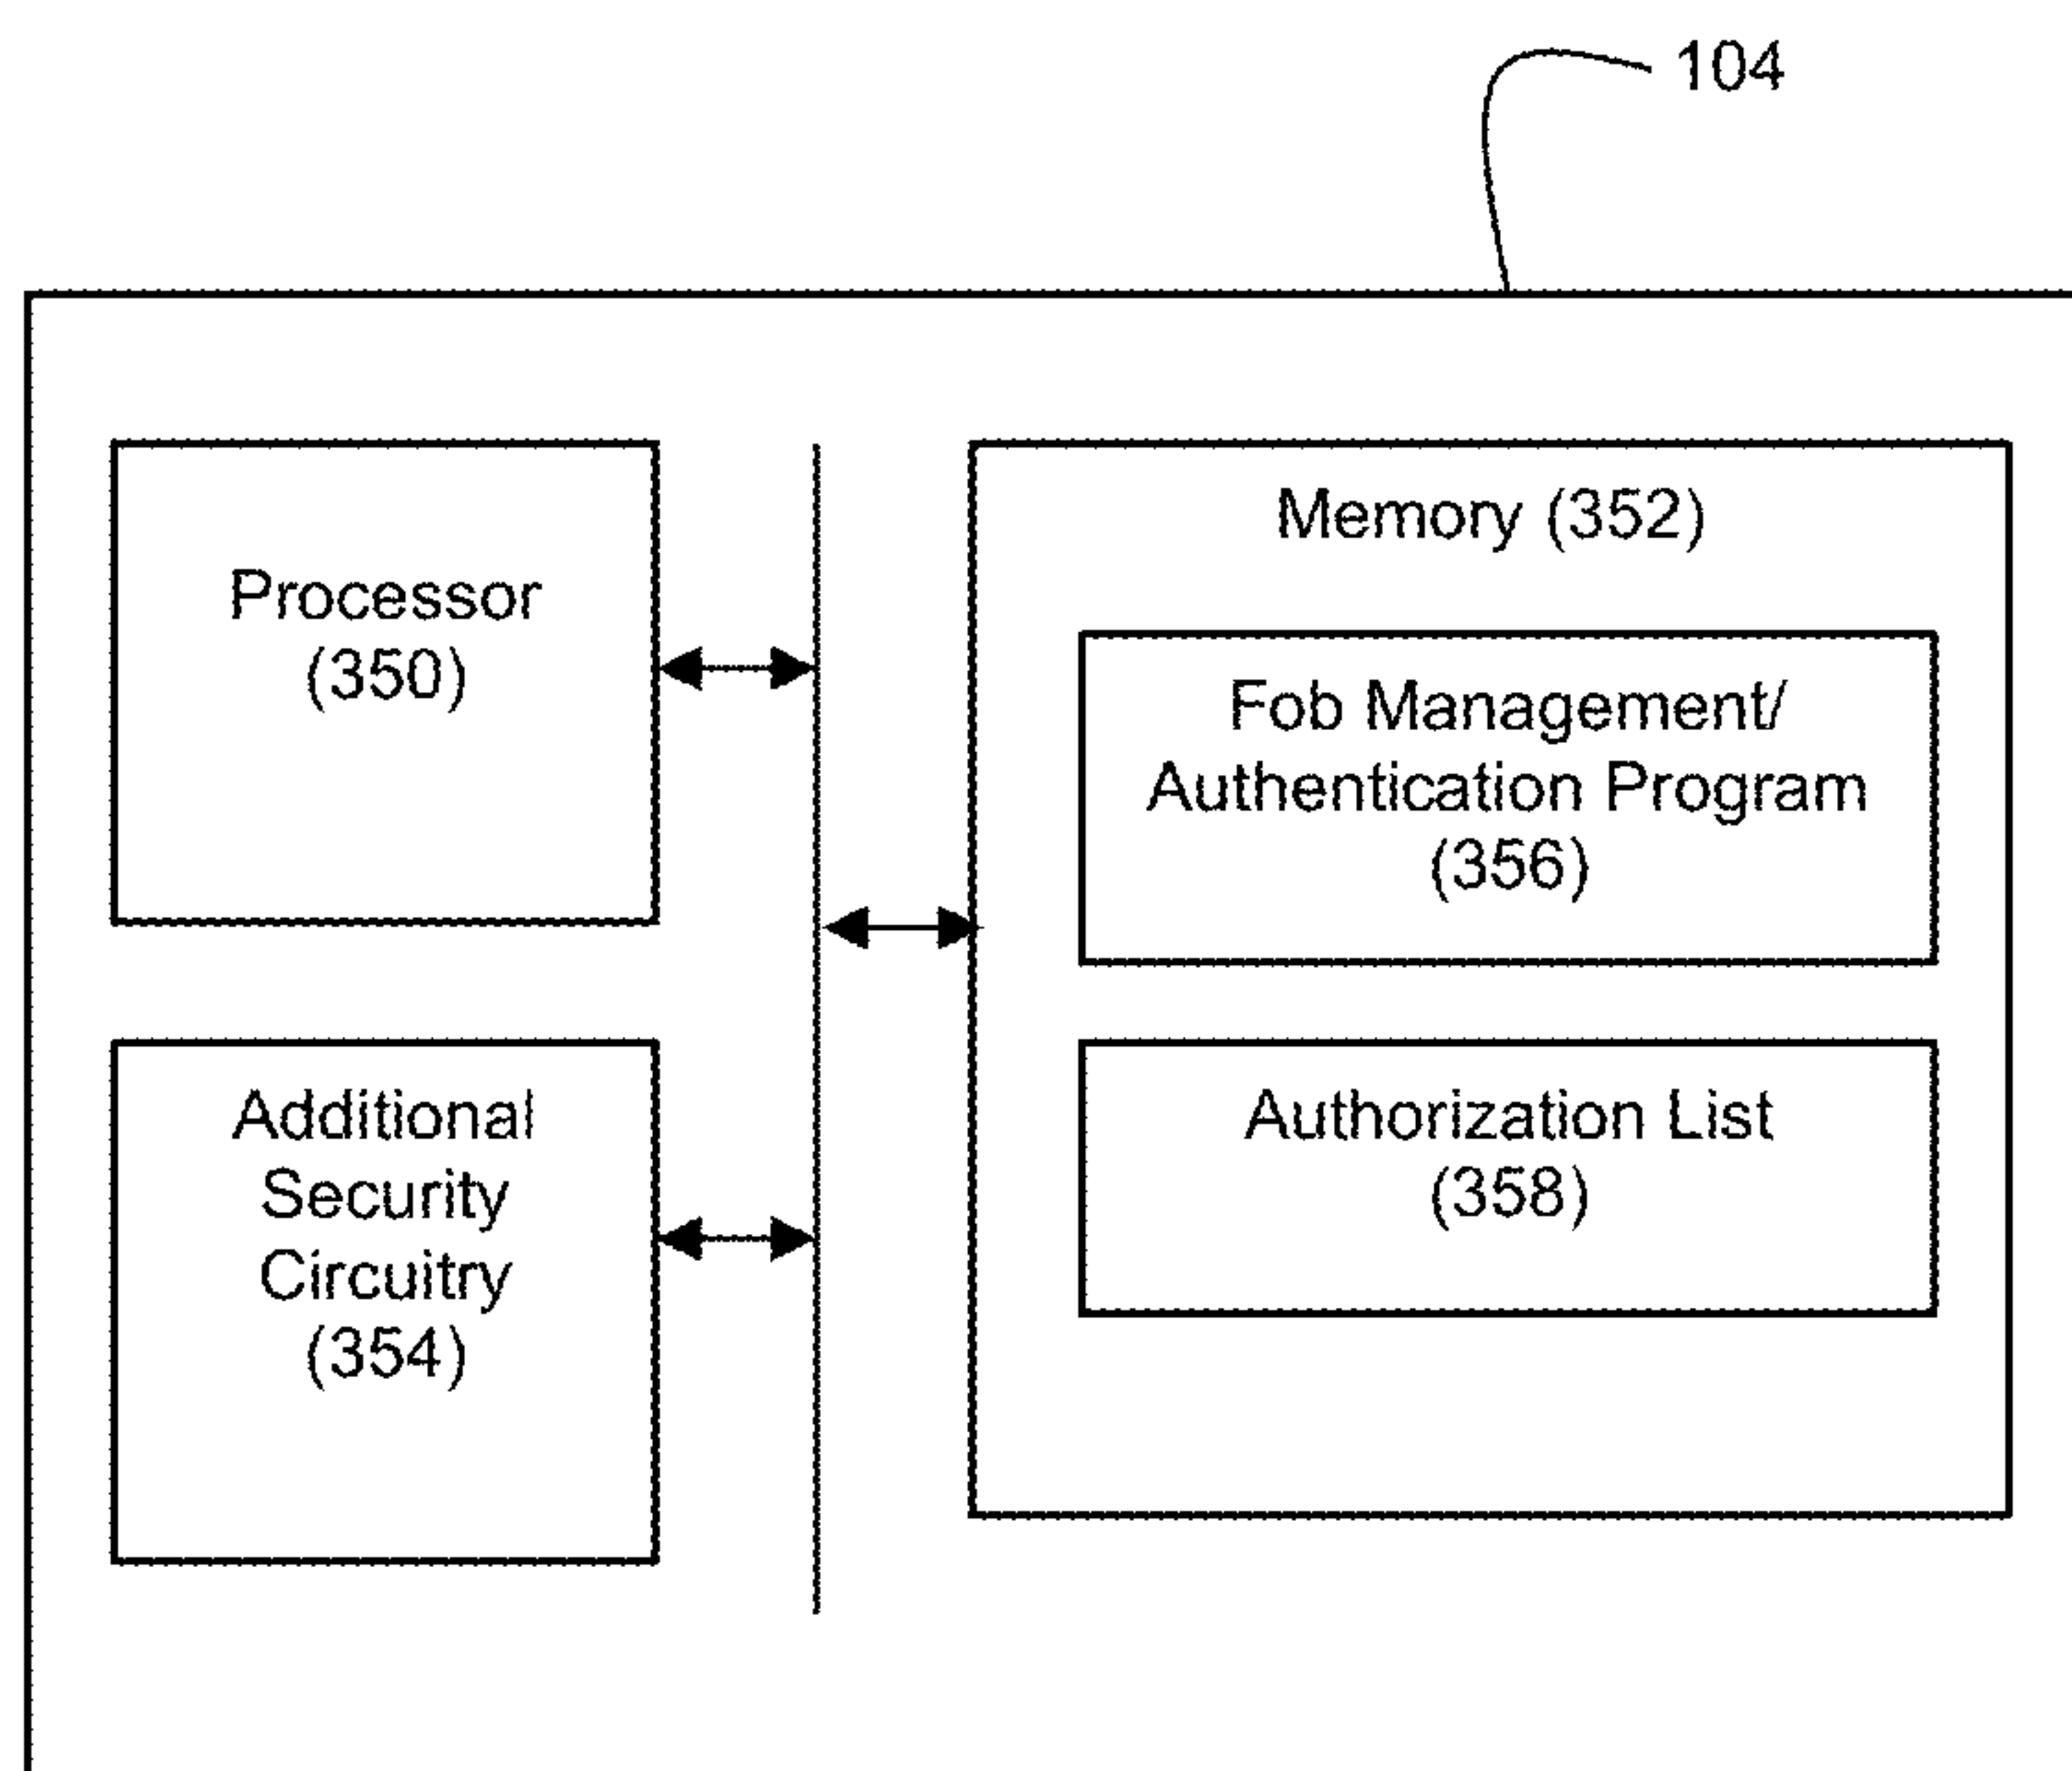 104
Processor
(350)
Memory (352)
Fob Management/
Authentication Program
(356)
Additional
Security
Circuitry
(354)
Authorization List
(358)